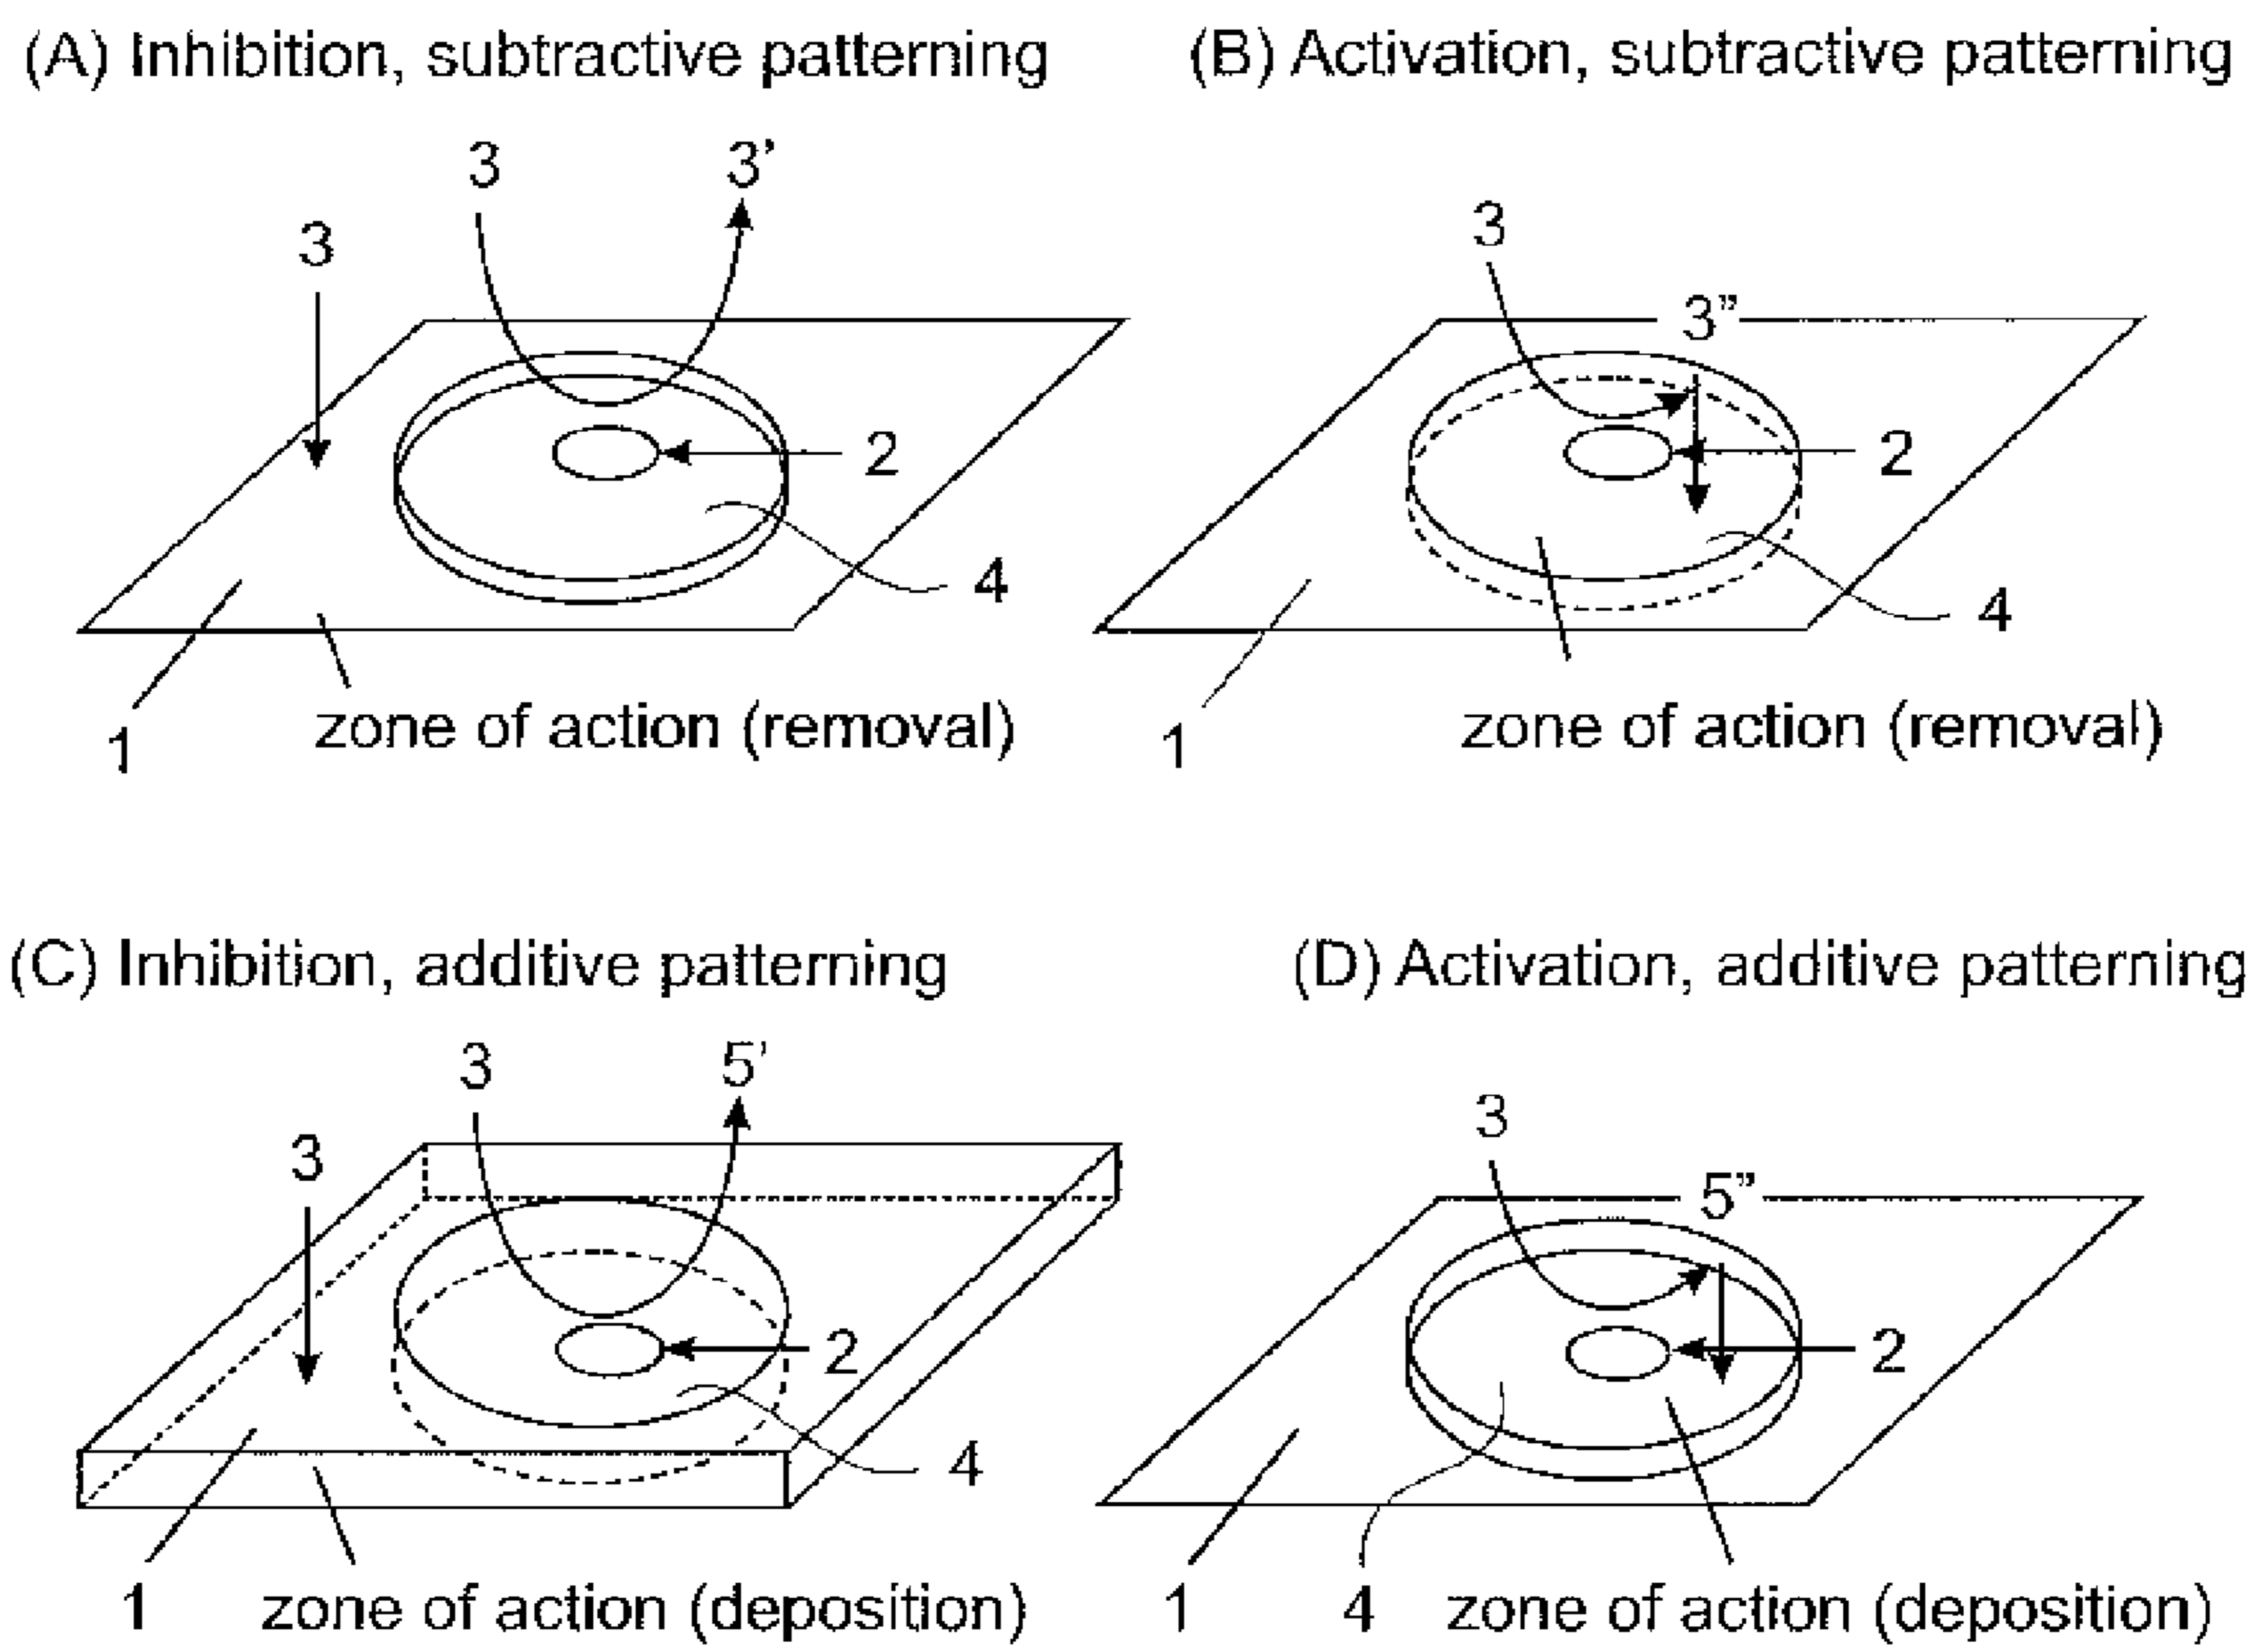 (A) Inhibition, subtractive patterning
3
3'
3
2
4
1
zone of action (removal)
(B) Activation, subtractive patterning
3
3”
2
4
1
zone of action (removal)
(C) Inhibition, additive patterning
3
5'
3
2
4
1
zone of action (deposition)
(D) Activation, additive patterning
3
5”
2
1
4
zone of action (deposition)